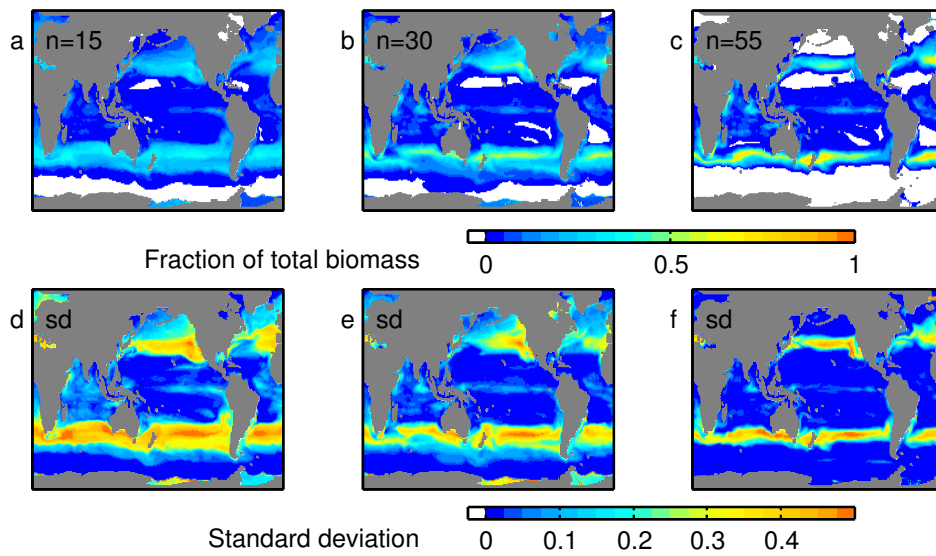 a n=15 b n=30 c n=55
Fraction of total biomass
0 0.5 1
d sd e sd f sd
Standard deviation
0 0.1 0.2 0.3 0.4